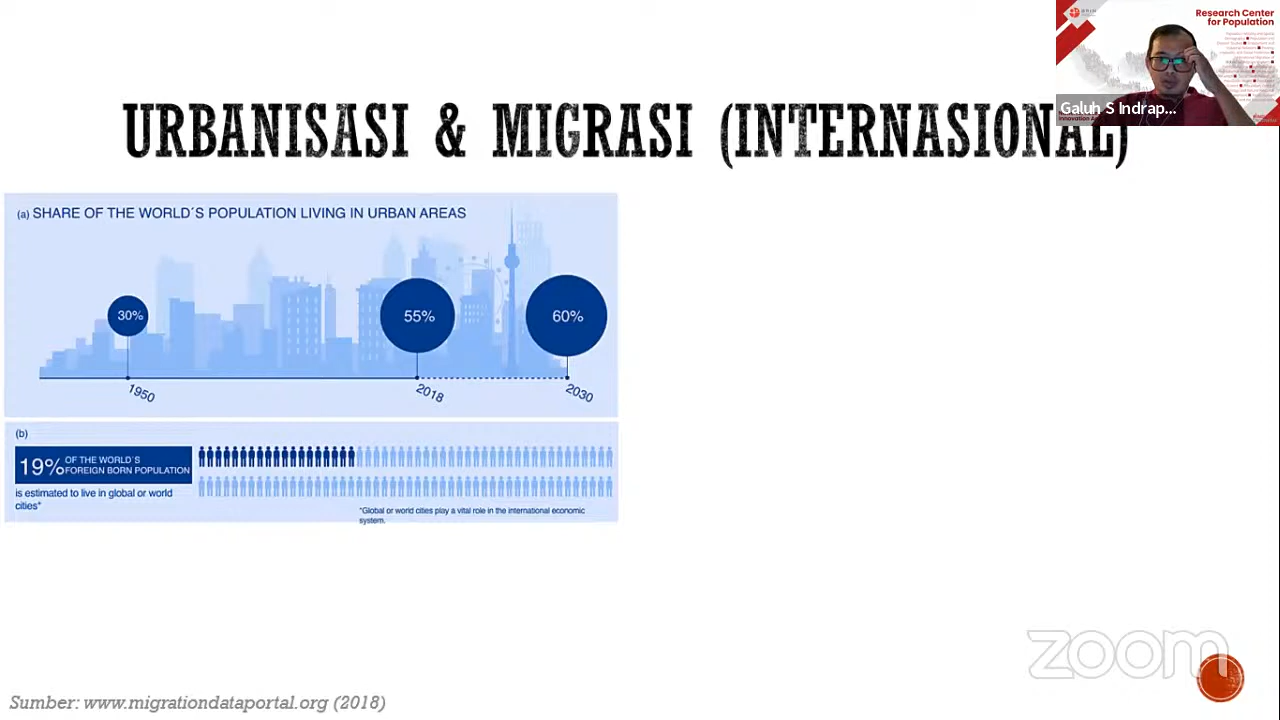 Research Center
for Population
Galuh S Indrap...
URBANISASI & MIGRASI (INTERNASIONAL)
(a) SHARE OF THE WORLD´S POPULATION LIVING IN URBAN AREAS
30%
55%
60%
1950
2018
2030
(b)
19% OF THE WORLD´S
FOREIGN BORN POPULATION
is estimated to live in global or world
cities*
*Global or world cities play a vital role in the international economic
system.
zoom
Sumber: www.migrationdataportal.org (2018)